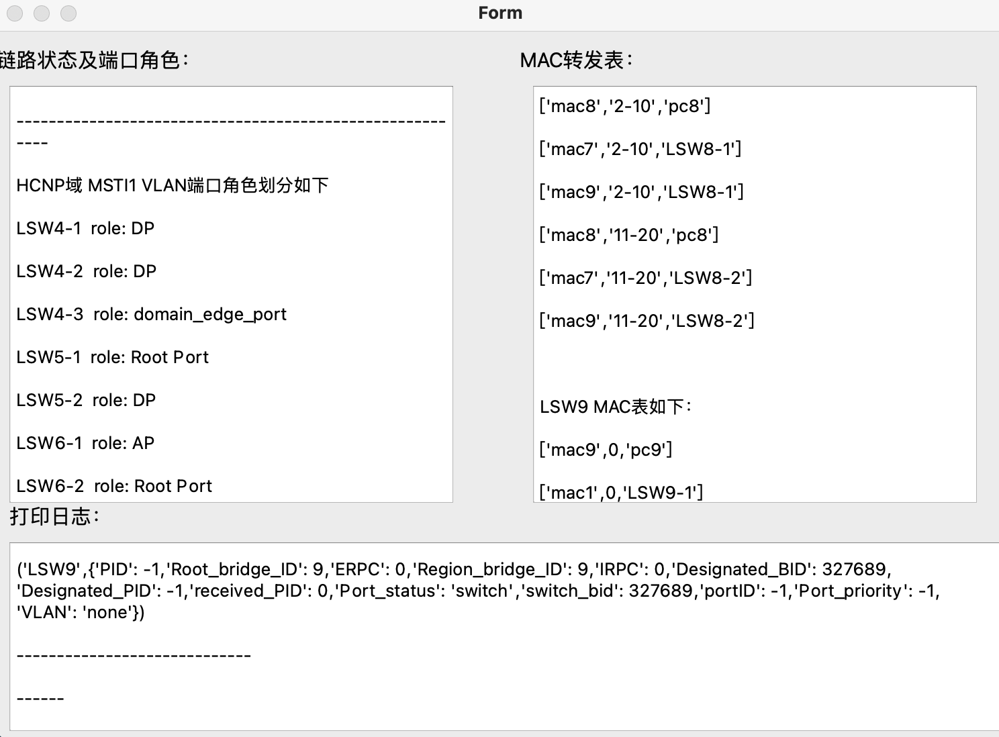 Form
链路状态及端口角色：
-----------------------------------------------------
----
HCNP域 MSTI1 VLAN端口角色划分如下
LSW4-1 role: DP
LSW4-2 role: DP
LSW4-3 role: domain_edge_port
LSW5-1 role: Root Port
LSW5-2 role: DP
LSW6-1 role: AP
LSW6-2 role: Root Port
MAC转发表：
['mac8','2-10','pc8']
['mac7','2-10','LSW8-1']
['mac9','2-10','LSW8-1']
['mac8','11-20','pc8']
['mac7','11-20','LSW8-2']
['mac9','11-20','LSW8-2']
LSW9 MAC表如下：
['mac9',0,'pc9']
['mac1',0,'LSW9-1']
打印日志：
('LSW9',{'PID': -1,'Root_bridge_ID': 9,'ERPC': 0,'Region_bridge_ID': 9,'IRPC': 0,'Designated_BID': 327689,
'Designated_PID': -1,'received_PID': 0,'Port_status': 'switch','switch_bid': 327689,'portID': -1,'Port_priority': -1,
'VLAN': 'none'})
-----------------------------
------